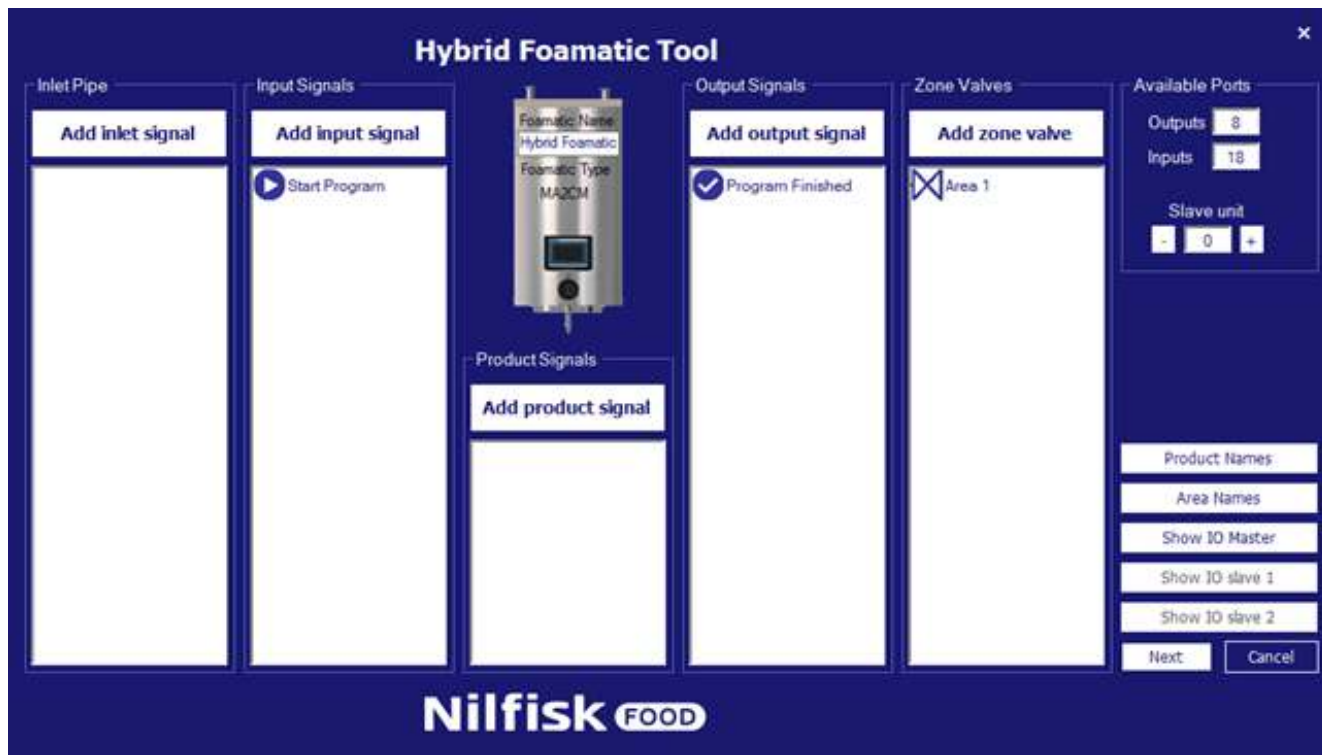 ×
Hybrid Foamatic Tool
Inlet Pipe
Add inlet signal
Input Signals
Add input signal
Start Program
Foamatic Name
Hybrid Foamatic
Foamatic Type
MA2CM
Product Signals
Add product signal
Output Signals
Add output signal
Program Finished
Zone Valves
Add zone valve
Area 1
Available Ports
Outputs 8
Inputs 18
Slave unit
- 0 +
Product Names
Area Names
Show IO Master
Show IO slave 1
Show IO slave 2
Next Cancel
Nilfisk FOOD